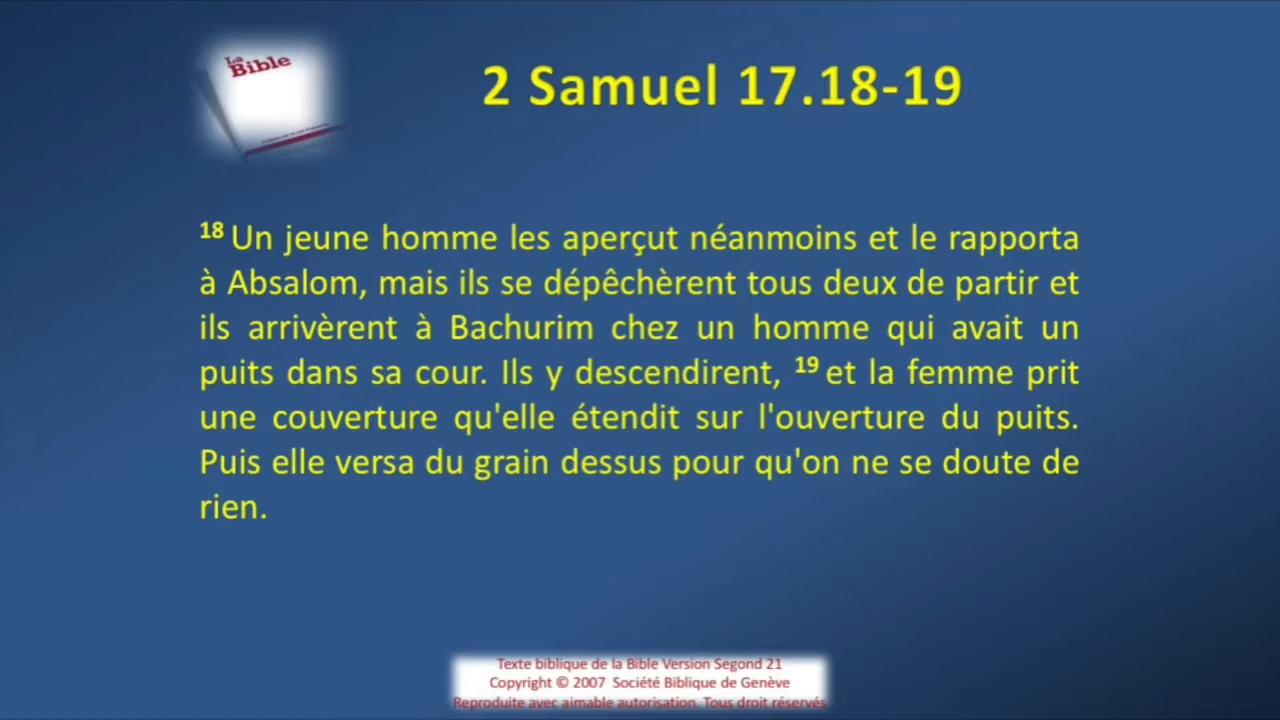 La
Bible
2 Samuel 17.18-19
18 Un jeune homme les aperçut néanmoins et le rapporta
à Absalom, mais ils se dépêchèrent tous deux de partir et
ils arrivèrent à Bachurim chez un homme qui avait un
puits dans sa cour. Ils y descendirent, 19 et la femme prit
une couverture qu'elle étendit sur l'ouverture du puits.
Puis elle versa du grain dessus pour qu'on ne se doute de
rien.
Texte biblique de la Bible Version Segond 21
Copyright © 2007 Société Biblique de Genève
Reproduite avec aimable autorisation. Tous droit réservés